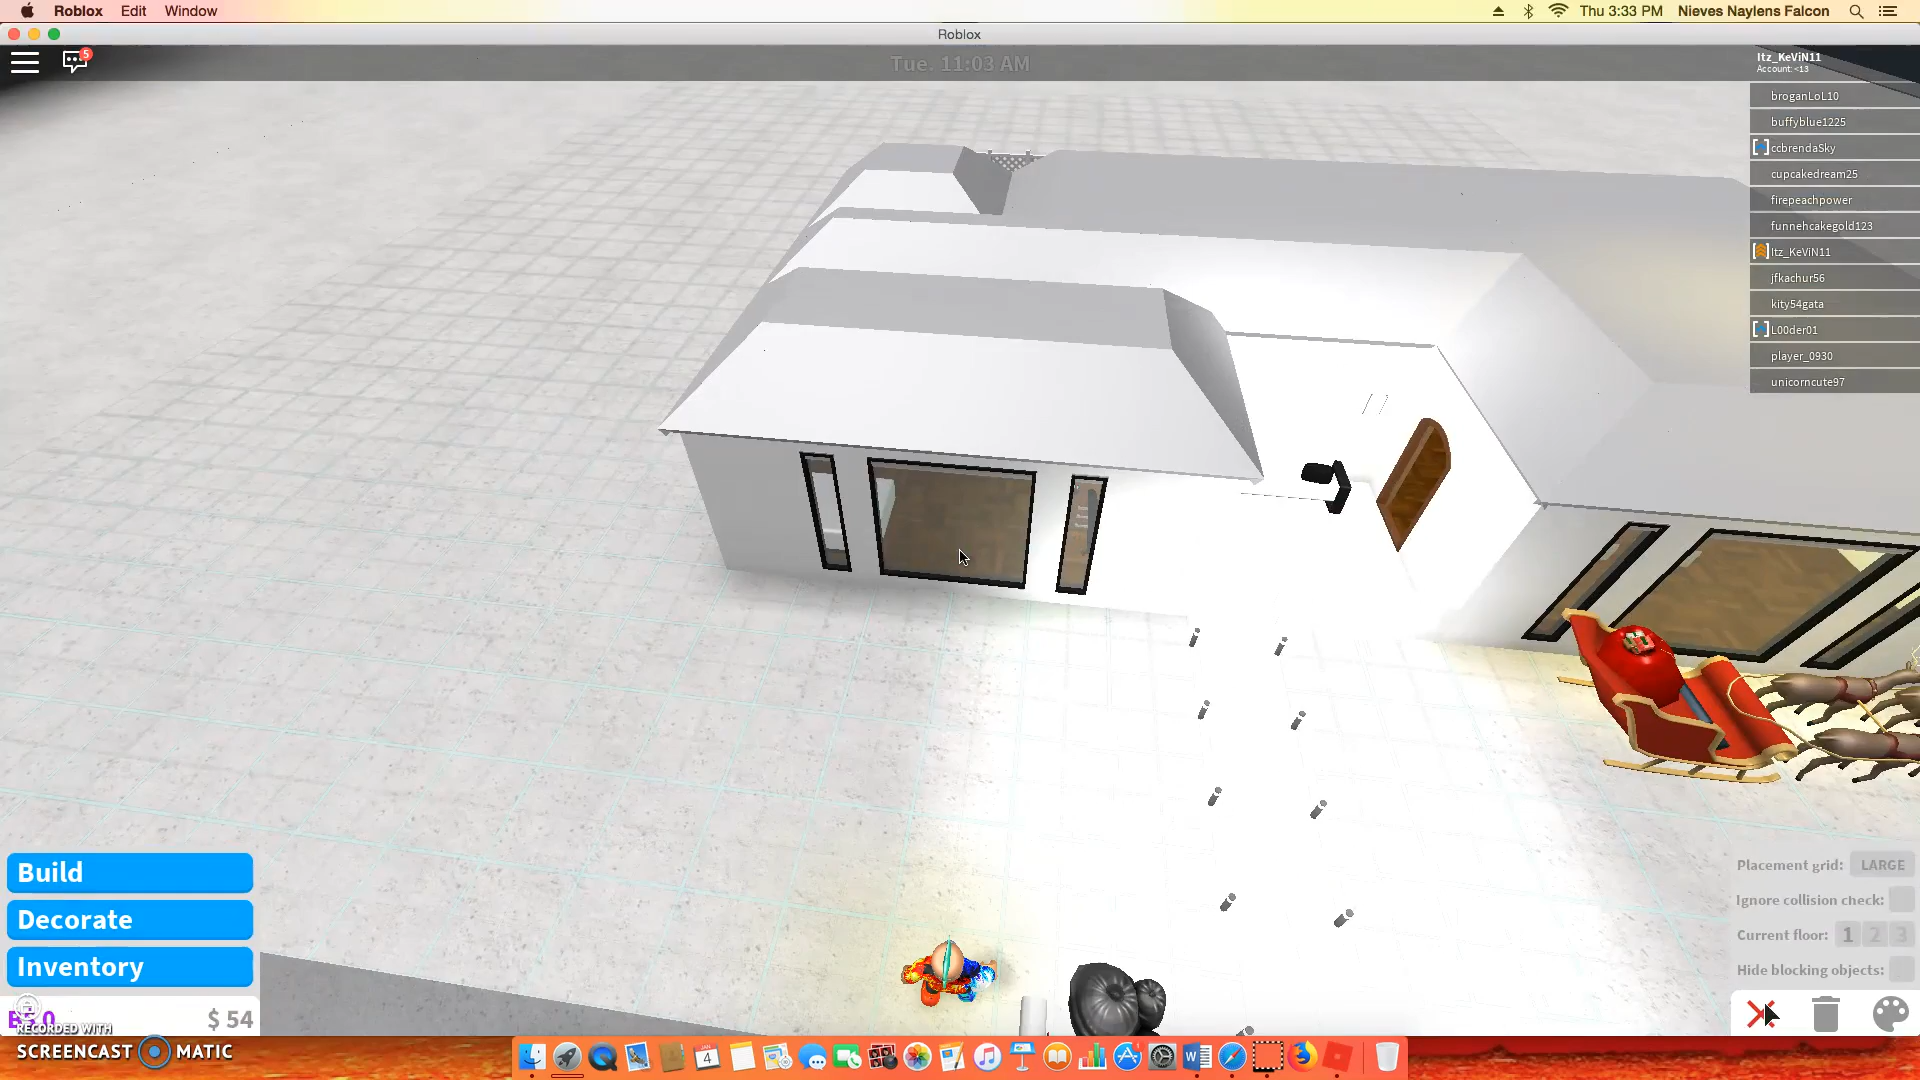 Roblox Edit Window
Thu 3:33 PM Nieves Naylens Falcon
Roblox
5
Tue. 11:03 AM
Itz_KeViN11
Account: <13
broganLoL10
buffyblue1225
ccbrendaSky
cupcakedream25
firepeachpower
funnehcakegold123
Itz_KeViN11
jfkachur56
kity54gata
L00der01
player_0930
unicorncute97
Build
Decorate
Inventory
$ 54
Placement grid: LARGE
Ignore collision check:
Current floor: 1 2 3
Hide blocking objects:
RECORDED WITH
SCREENCAST MATIC
4